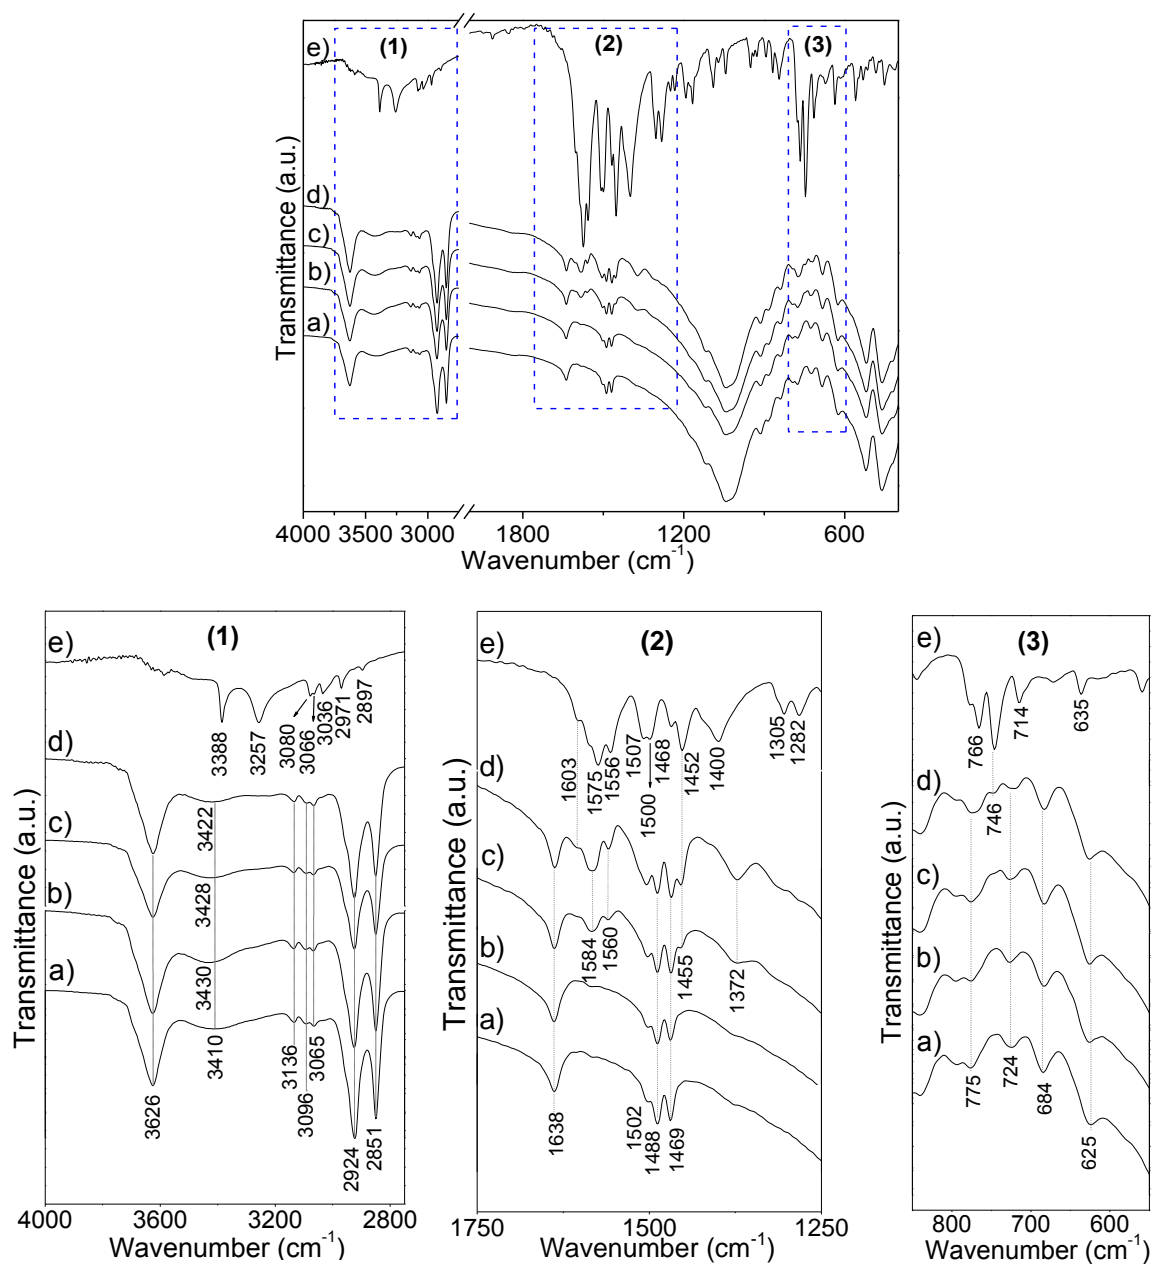 (1)
(2)
(3)
e)
d)
c)
b)
a)
Transmittance (a.u.)
4000 3500 3000 1800 1200 600
Wavenumber (cm-1)
(1)
e)
3388
3257
3080
3066
3036
2971
2897
d)
3422
c)
3428
b)
3430
a)
3410
3626
3136
3096
3065
2924
2851
Transmittance (a.u.)
4000 3600 3200 2800
Wavenumber (cm-1)
(2)
e)
1603
1575
1556
1507
1500
1468
1452
1400
1305
1282
d)
c)
1584
1560
1455
1372
b)
a)
1638
1502
1488
1469
Transmittance (a.u.)
1750 1500 1250
Wavenumber (cm-1)
(3)
e)
766
746
714
635
d)
c)
b)
a)
775
724
684
625
Transmittance (a.u.)
800 700 600
Wavenumber (cm-1)